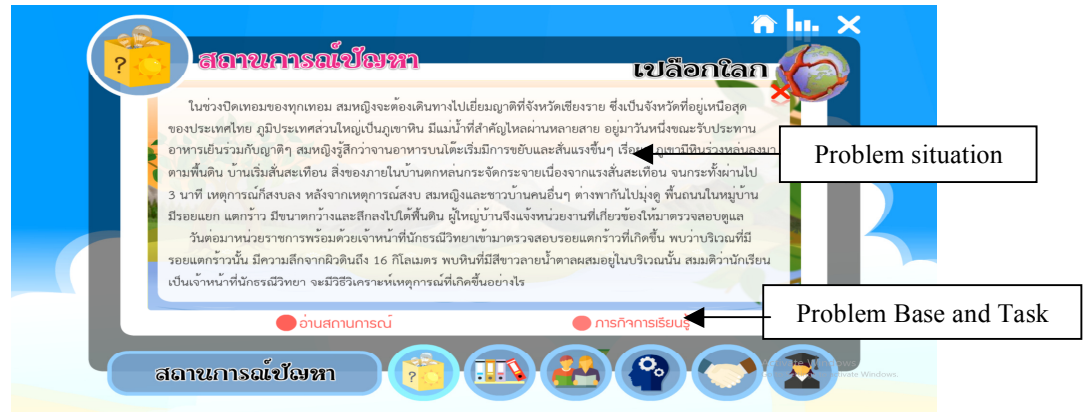 สถานการณ์ปัญหา
เปลือกโลก
ในช่วงปิดเทอมของทุกเทอม สมหญิงจะต้องเดินทางไปเยี่ยมญาติที่จังหวัดเชียงราย ซึ่งเป็นจังหวัดที่อยู่เหนือสุด
ของประเทศไทย ภูมิประเทศส่วนใหญ่เป็นภูเขาหิน มีแม่น้ำที่สำคัญไหลผ่านหลายสาย อยู่มาวันหนึ่งขณะรับประทาน
อาหารเย็นร่วมกับญาติๆ สมหญิงรู้สึกว่าจานอาหารบนโต๊ะเริ่มมีการขยับและสั่นแรงขึ้นๆ ภูเขามีหินร่วงหล่นลงมา
Problem situation
ตามพื้นดิน บ้านเริ่มสั่นสะเทือน สิ่งของภายในบ้านตกหล่นกระจัดกระจายเนื่องจากแรงสั่นสะเทือน จนกระทั่งผ่านไป
3 นาที เหตุการณ์ก็สงบลง หลังจากเหตุการณ์สงบ สมหญิงและชาวบ้านคนอื่นๆ ต่างพากันไปมุงดู พื้นถนนในหมู่บ้าน
มีรอยแยก แตกร้าว มีขนาดกว้างและลึกลงไปใต้พื้นดิน ผู้ใหญ่บ้านจึงแจ้งหน่วยงานที่เกี่ยวข้องให้มาตรวจสอบดูแล
วันต่อมาหน่วยราชการพร้อมด้วยเจ้าหน้าที่นักธรณีวิทยาเข้ามาตรวจสอบรอยแตกร้าวที่เกิดขึ้น พบว่าบริเวณที่มี
รอยแตกร้าวนั้น มีความลึกจากผิวดินถึง 16 กิโลเมตร พบหินที่มีสีขาวลายน้ำตาลผสมอยู่ในบริเวณนั้น สมมติว่านักเรียน
เป็นเจ้าหน้าที่นักธรณีวิทยา จะมีวิธีวิเคราะห์เหตุการณ์ที่เกิดขึ้นอย่างไร
อ่านสถานการณ์
ภารกิจการเรียนรู้
Problem Base and Task
สถานการณ์ปัญหา